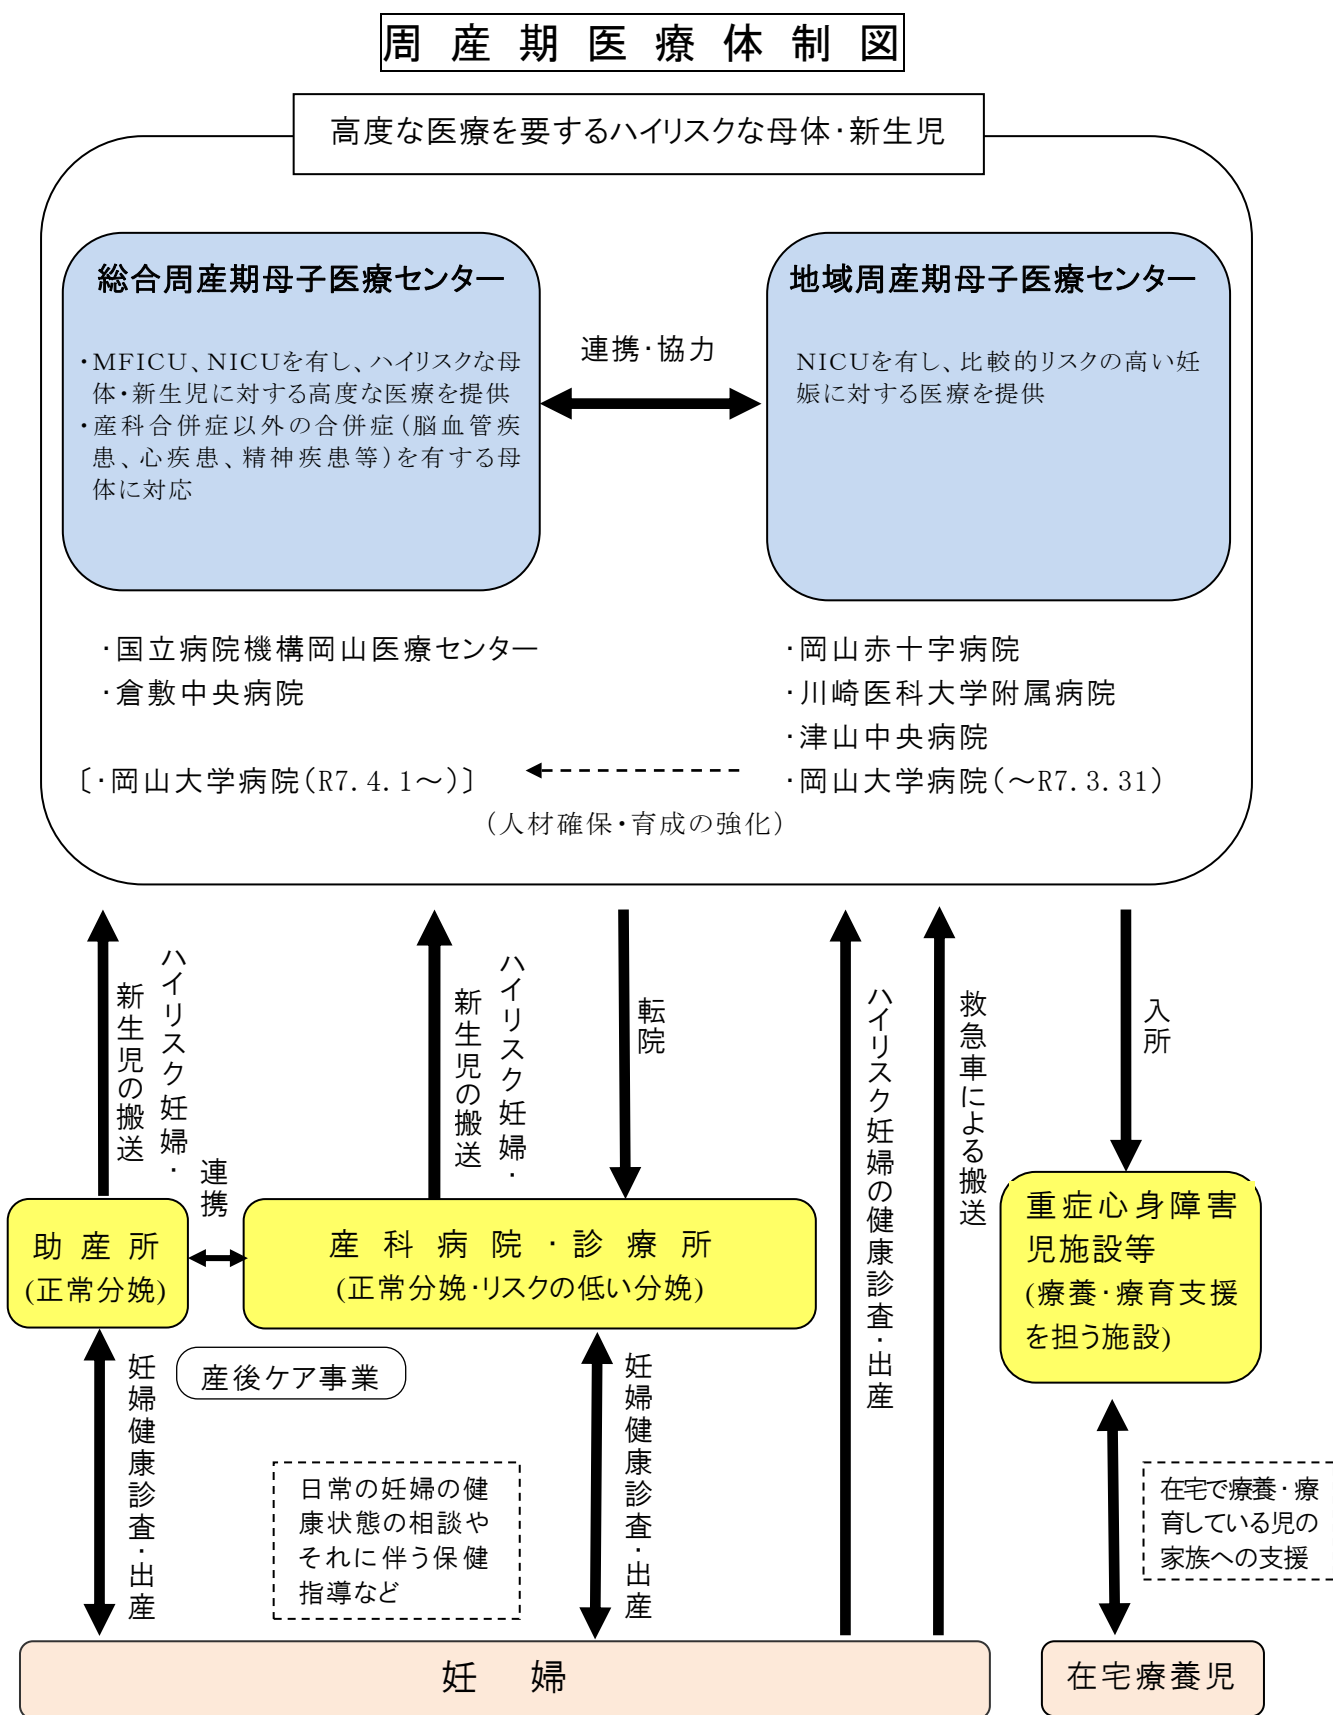 周産期医療体制図
高度な医療を要するハイリスクな母体・新生児
総合周産期母子医療センター
・MFICU、NICUを有し、ハイリスクな母
体・新生児に対する高度な医療を提供
・産科合併症以外の合併症(脳血管疾
患、心疾患、精神疾患等)を有する母
体に対応
連携・協力
地域周産期母子医療センター
NICUを有し、比較的リスクの高い妊
娠に対する医療を提供
・国立病院機構岡山医療センター
・倉敷中央病院
〔・岡山大学病院(R7.4.1～)〕
・岡山赤十字病院
・川崎医科大学附属病院
・津山中央病院
・岡山大学病院(～R7.3.31)
(人材確保・育成の強化)
ハイリスク妊婦・
新生児の搬送
連携
ハイリスク妊婦・
新生児の搬送
転院
ハイリスク妊婦の健康診査・出産
救急車による搬送
入所
助産所
(正常分娩)
産科病院・診療所
(正常分娩・リスクの低い分娩)
重症心身障害
児施設等
(療養・療育支援
を担う施設)
産後ケア事業
妊婦健康診査・出産
日常の妊婦の健
康状態の相談や
それに伴う保健
指導など
妊婦健康診査・出産
在宅で療養・療
育している児の
家族への支援
妊婦
在宅療養児